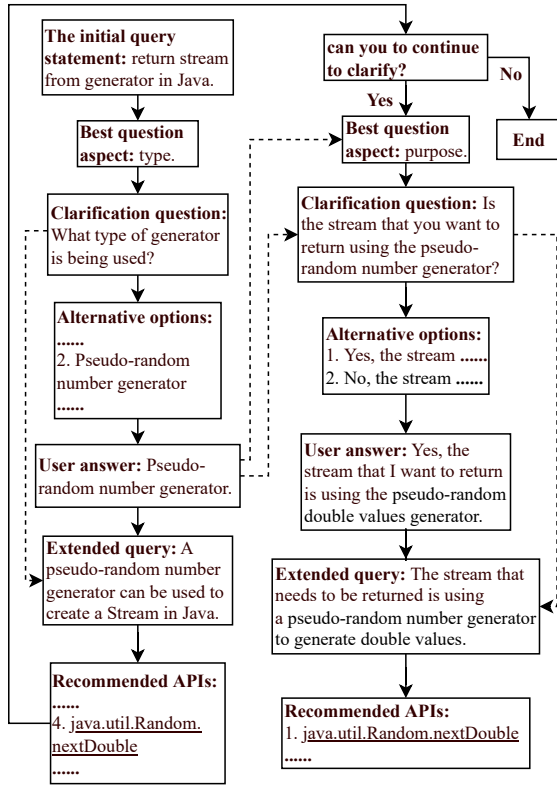 The initial query
statement: return stream
from generator in Java.
Best question
aspect: type.
Clarification question:
What type of generator
is being used?
Alternative options:
......
2. Pseudo-random
number generator
......
User answer: Pseudo-
random number generator.
Extended query: A
pseudo-random number
generator can be used to
create a Stream in Java.
Recommended APIs:
......
4. java.util.Random.
nextDouble
......
can you to continue
to clarify?
No
End
Yes
Best question
aspect: purpose.
Clarification question: Is
the stream that you want to
return using the pseudo-
random number generator?
Alternative options:
1. Yes, the stream ......
2. No, the stream ......
User answer: Yes, the
stream that I want to return
is using the pseudo-random
double values generator.
Extended query: The stream that
needs to be returned is using
a pseudo-random number generator
to generate double values.
Recommended APIs:
1. java.util.Random.nextDouble
......